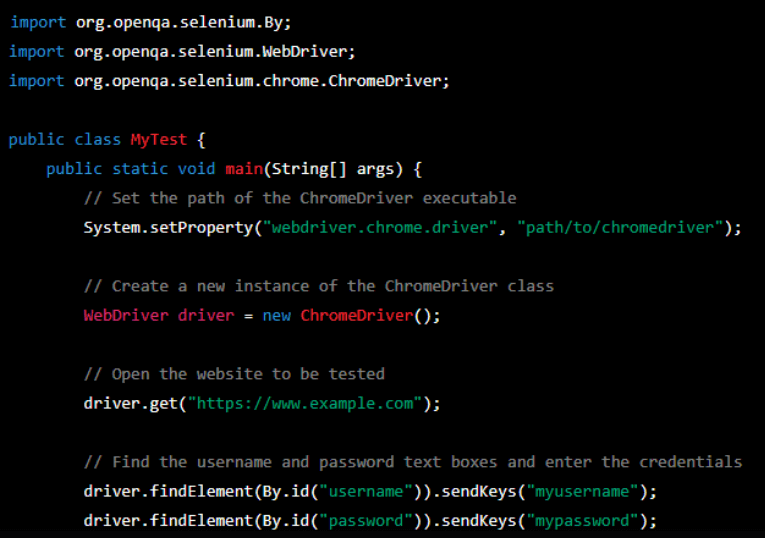 import org.openqa.selenium.By;
import org.openqa.selenium.WebDriver;
import org.openqa.selenium.chrome.ChromeDriver;
public class MyTest {
public static void main(String[] args) {
// Set the path of the ChromeDriver executable
System.setProperty("webdriver.chrome.driver", "path/to/chromedriver");
// Create a new instance of the ChromeDriver class
WebDriver driver = new ChromeDriver();
// Open the website to be tested
driver.get("https://www.example.com");
// Find the username and password text boxes and enter the credentials
driver.findElement(By.id("username")).sendKeys("myusername");
driver.findElement(By.id("password")).sendKeys("mypassword");